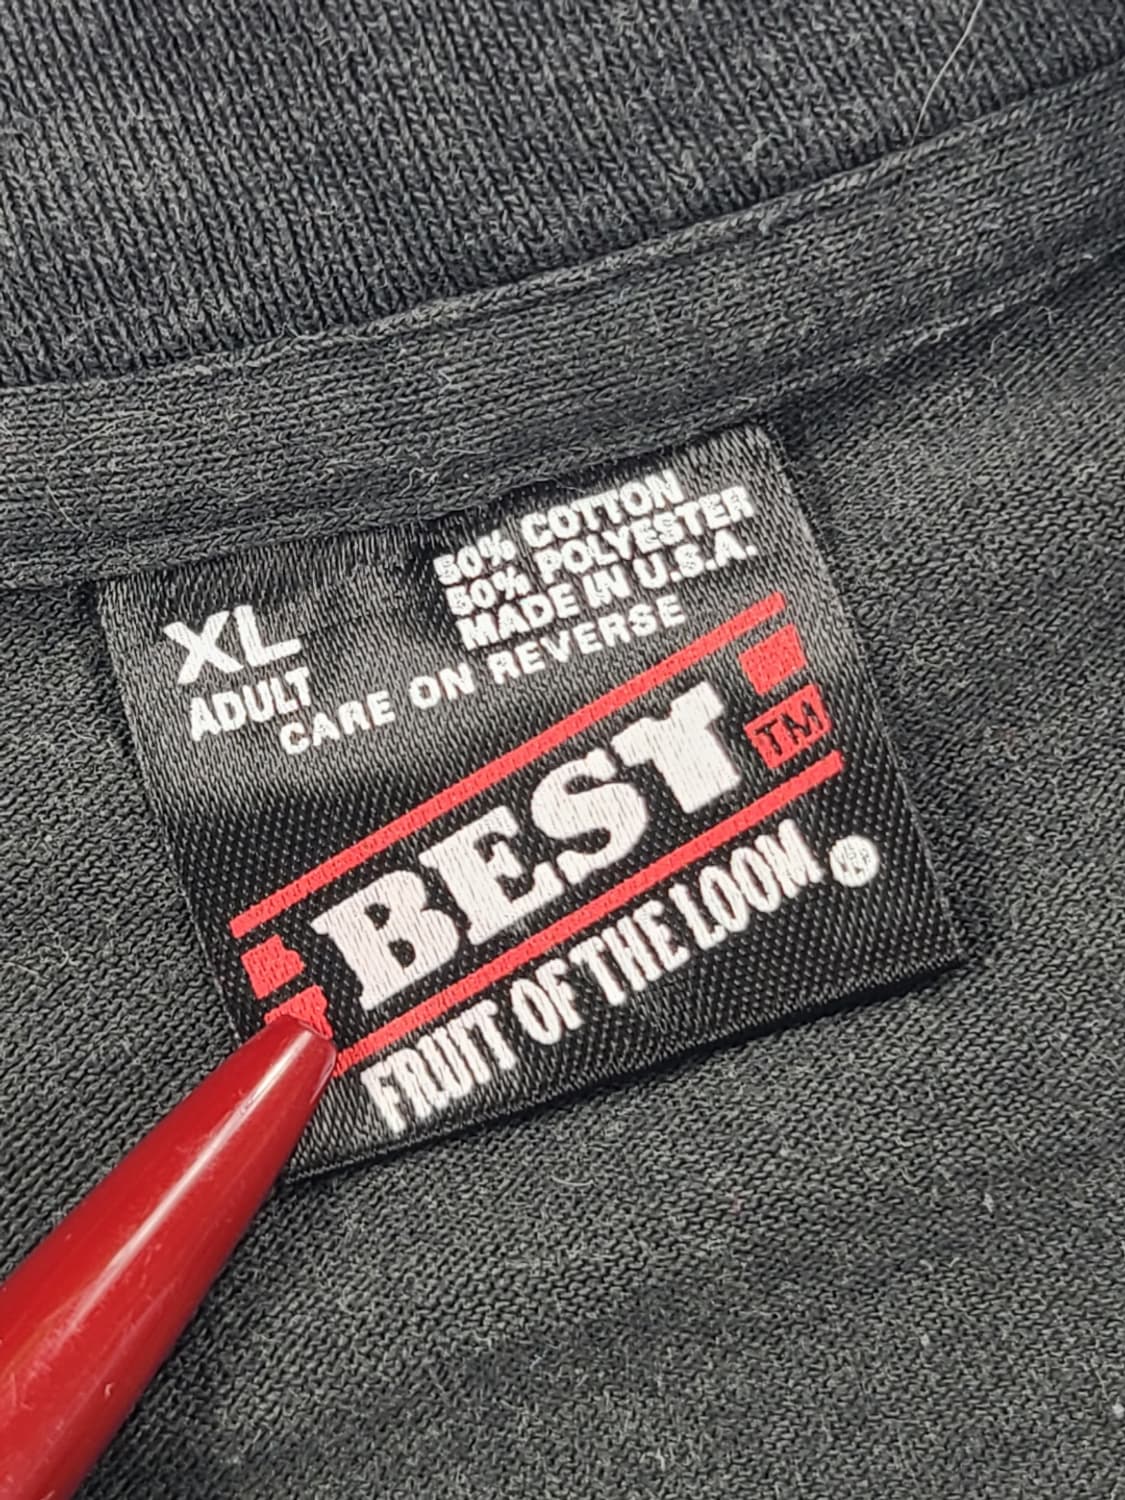 XL
ADULT
50% COTTON
50% POLYESTER
MADE IN U.S.A.
CARE ON REVERSE
BEST
TM
FRUIT OF THE LOOM®